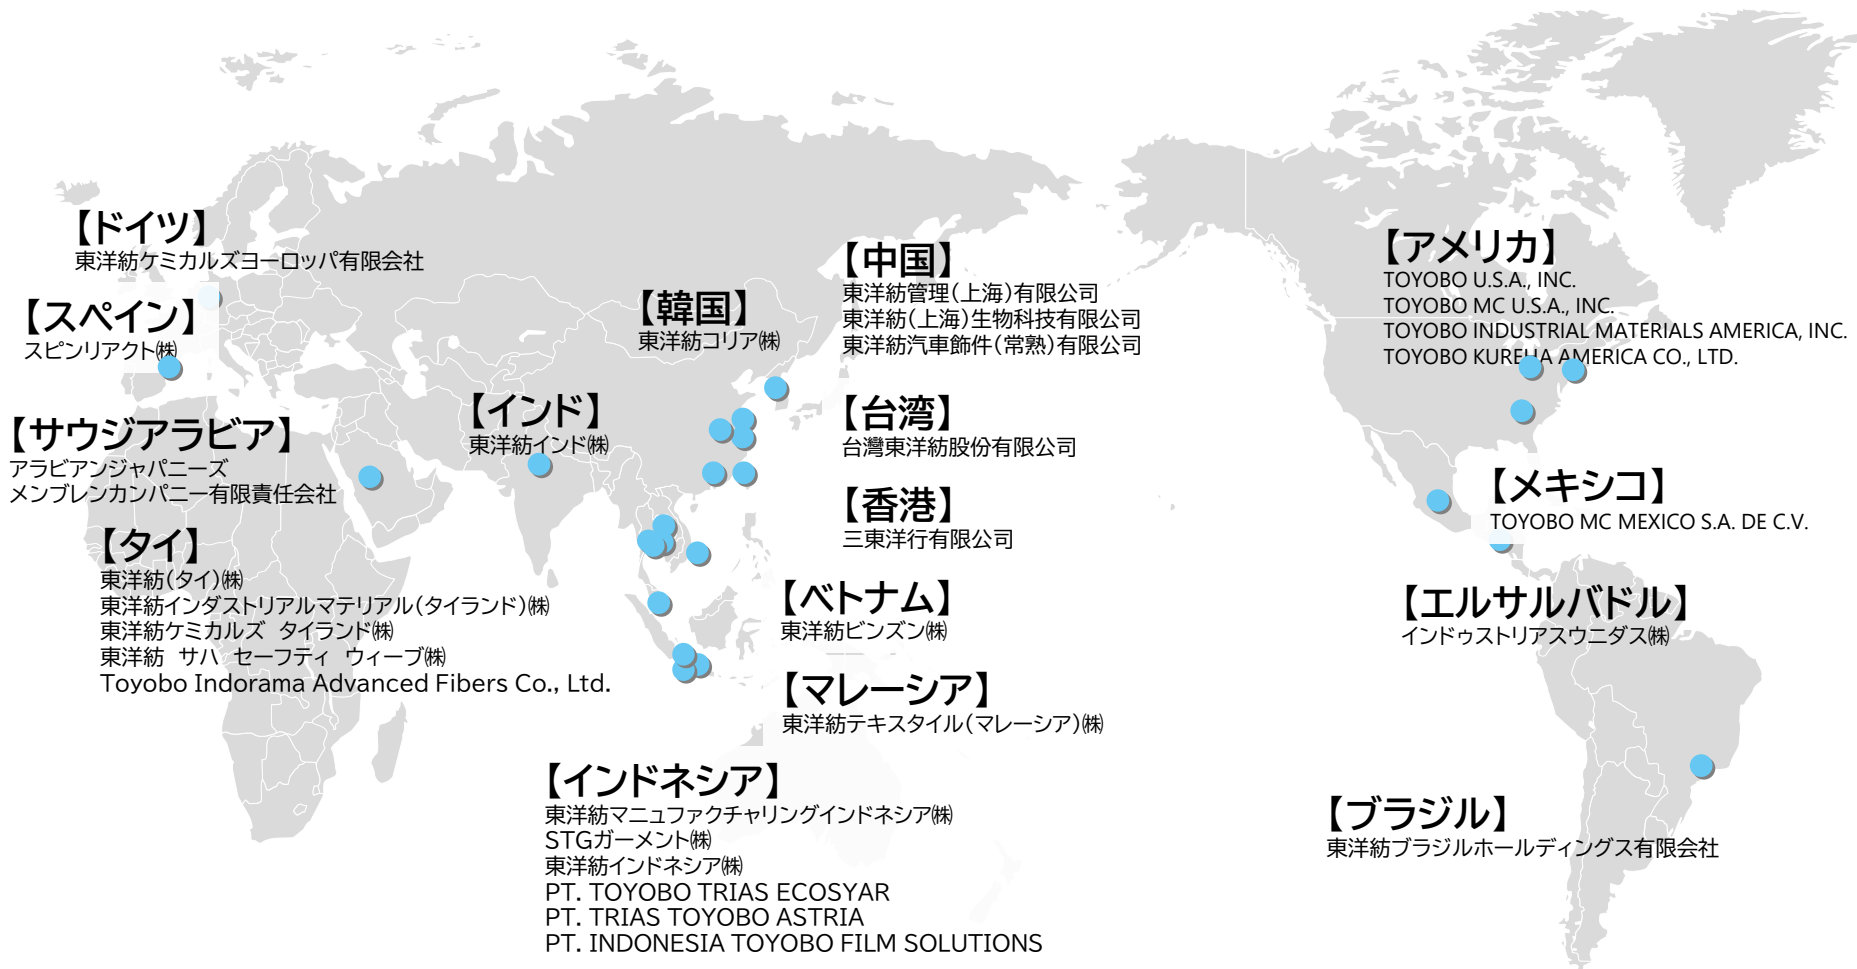 【ドイツ】
東洋紡ケミカルズヨーロッパ有限会社
【スペイン】
スピンリアクト㈱
【サウジアラビア】
アラビアンジャパニーズ
メンブレンカンパニー有限責任会社
【タイ】
東洋紡(タイ)㈱
東洋紡インダストリアルマテリアル(タイランド)㈱
東洋紡ケミカルズ タイランド㈱
東洋紡 サハ セーフティ ウィーブ㈱
Toyobo Indorama Advanced Fibers Co., Ltd.
【インド】
東洋紡インド㈱
【韓国】
東洋紡コリア㈱
【中国】
東洋紡管理(上海)有限公司
東洋紡(上海)生物科技有限公司
東洋紡汽車飾件(常熟)有限公司
【台湾】
台灣東洋紡股份有限公司
【香港】
三東洋行有限公司
【ベトナム】
東洋紡ビンズン㈱
【マレーシア】
東洋紡テキスタイル(マレーシア)㈱
【インドネシア】
東洋紡マニュファクチャリングインドネシア㈱
STGガーメント㈱
東洋紡インドネシア㈱
PT. TOYOBO TRIAS ECOSYAR
PT. TRIAS TOYOBO ASTRIA
PT. INDONESIA TOYOBO FILM SOLUTIONS
【アメリカ】
TOYOBO U.S.A., INC.
TOYOBO MC U.S.A., INC.
TOYOBO INDUSTRIAL MATERIALS AMERICA, INC.
TOYOBO KUREHA AMERICA CO., LTD.
【メキシコ】
TOYOBO MC MEXICO S.A. DE C.V.
【エルサルバドル】
インドゥストリアスウニダス㈱
【ブラジル】
東洋紡ブラジルホールディングス有限会社